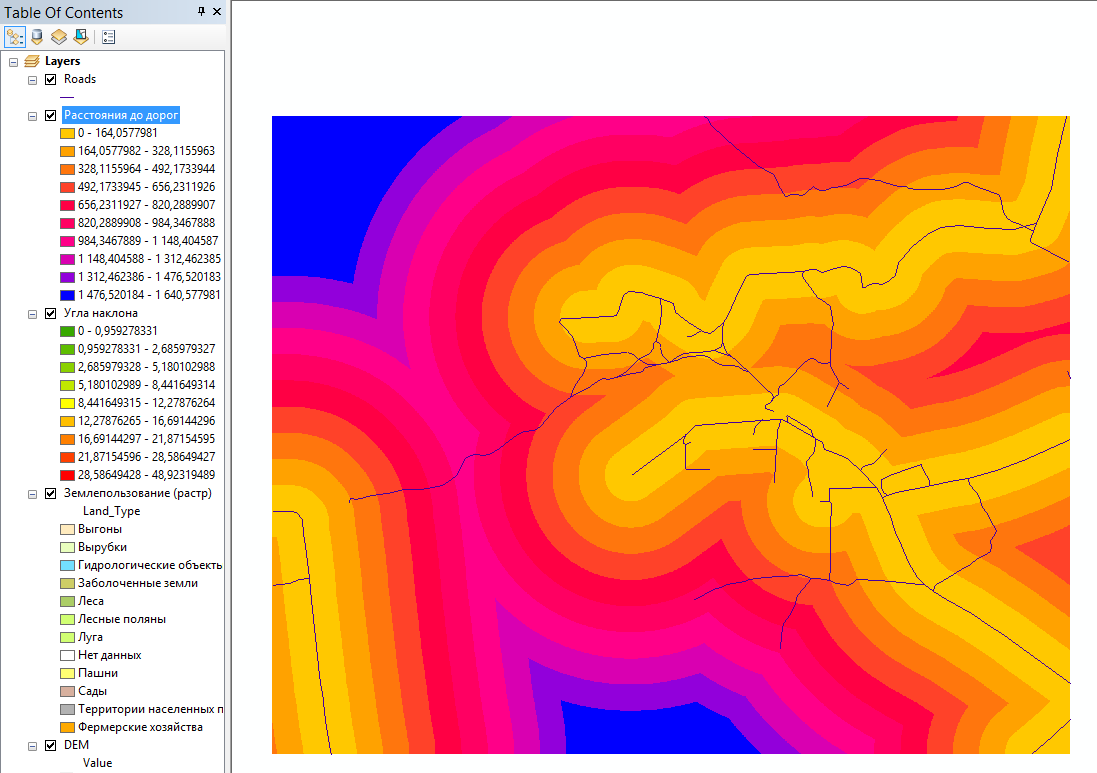 Table Of Contents
Layers
Roads
Расстояния до дорог
0 - 164,0577981
164,0577982 - 328,1155963
328,1155964 - 492,1733944
492,1733945 - 656,2311926
656,2311927 - 820,2889907
820,2889908 - 984,3467888
984,3467889 - 1 148,404587
1 148,404588 - 1 312,462385
1 312,462386 - 1 476,520183
1 476,520184 - 1 640,577981
Угла наклона
0 - 0,959278331
0,959278331 - 2,685979327
2,685979328 - 5,180102988
5,180102989 - 8,441649314
8,441649315 - 12,27876264
12,27876265 - 16,69144296
16,69144297 - 21,87154595
21,87154596 - 28,58649427
28,58649428 - 48,92319489
Землепользование (растр)
Land_Type
Выгоны
Вырубки
Гидрологические объекть
Заболоченные земли
Леса
Лесные поляны
Луга
Нет данных
Пашни
Сады
Территории населенных п
Фермерские хозяйства
DEM
Value